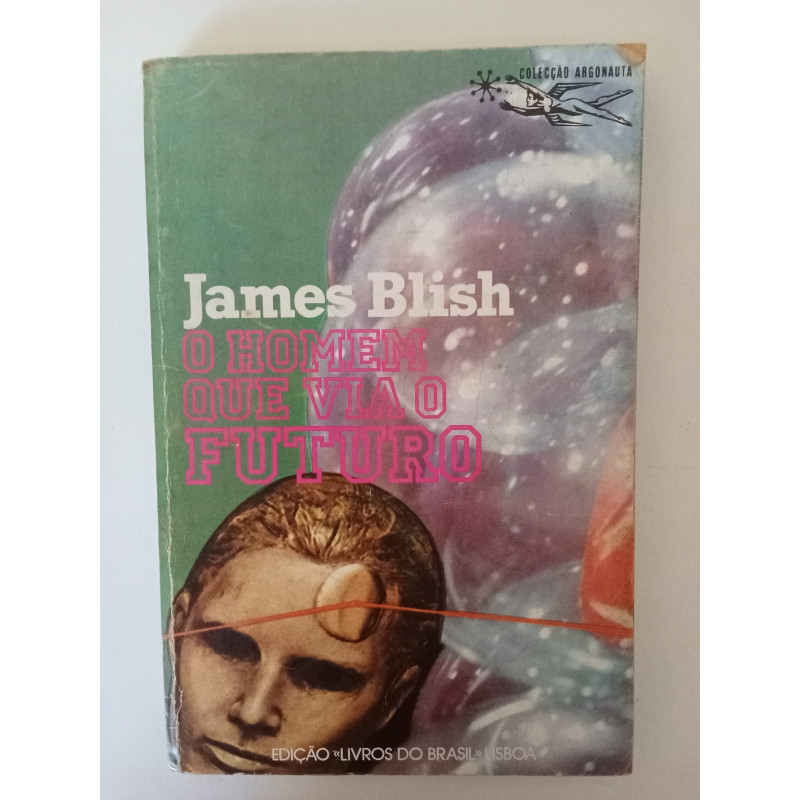 COLECÇÃO ARGONAUTA
James Blish
O HOMEM
QUE VIA O
FUTURO
EDIÇÃO «LIVROS DO BRASIL» LISBOA